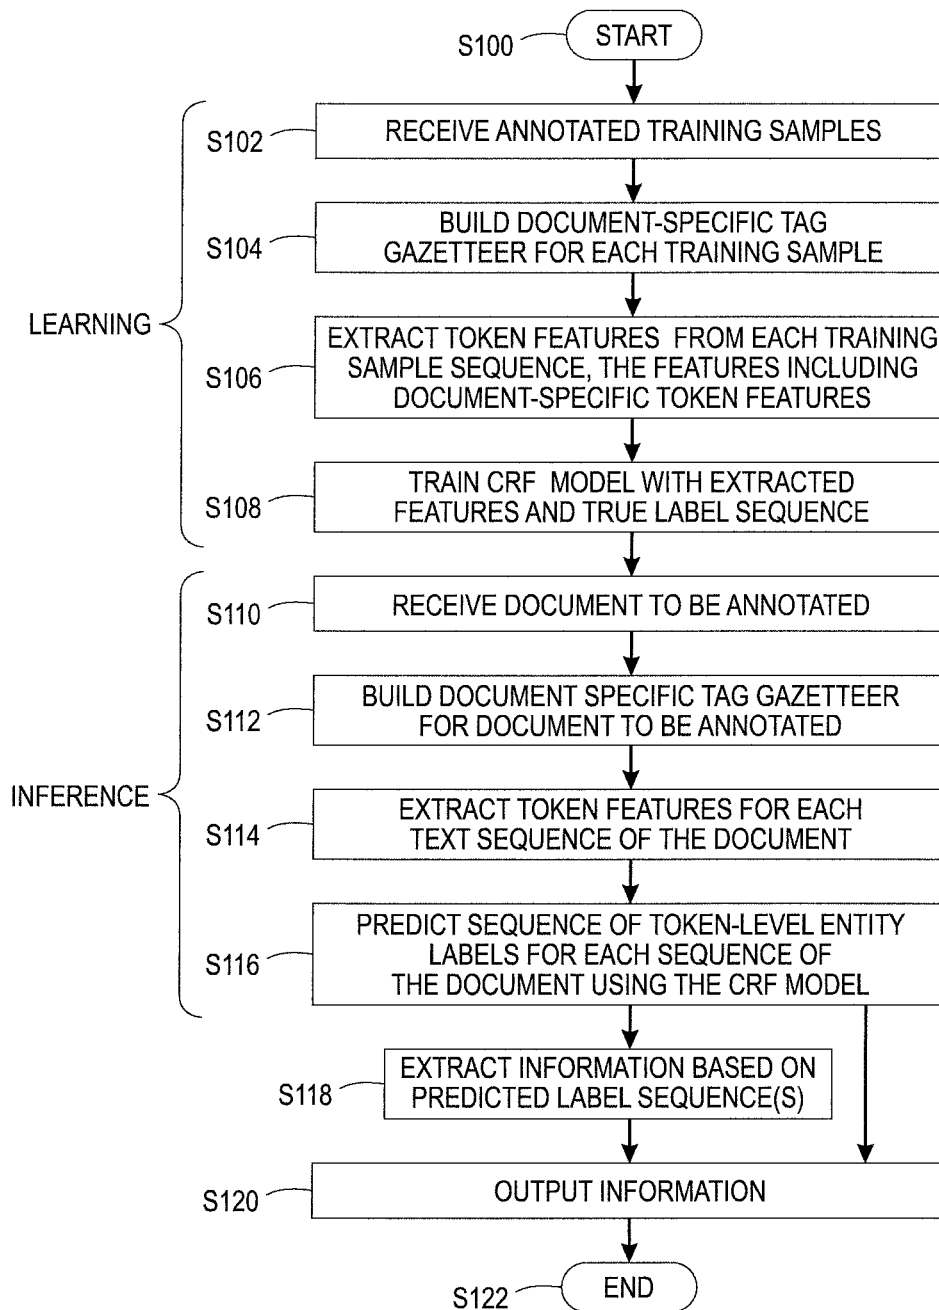 S100
START
S102
RECEIVE ANNOTATED TRAINING SAMPLES
S104
BUILD DOCUMENT-SPECIFIC TAG
GAZETTEER FOR EACH TRAINING SAMPLE
LEARNING
S106
EXTRACT TOKEN FEATURES FROM EACH TRAINING
SAMPLE SEQUENCE, THE FEATURES INCLUDING
DOCUMENT-SPECIFIC TOKEN FEATURES
S108
TRAIN CRF MODEL WITH EXTRACTED
FEATURES AND TRUE LABEL SEQUENCE
S110
RECEIVE DOCUMENT TO BE ANNOTATED
S112
BUILD DOCUMENT SPECIFIC TAG GAZETTEER
FOR DOCUMENT TO BE ANNOTATED
INFERENCE
S114
EXTRACT TOKEN FEATURES FOR EACH
TEXT SEQUENCE OF THE DOCUMENT
S116
PREDICT SEQUENCE OF TOKEN-LEVEL ENTITY
LABELS FOR EACH SEQUENCE OF
THE DOCUMENT USING THE CRF MODEL
S118
EXTRACT INFORMATION BASED ON
PREDICTED LABEL SEQUENCE(S)
S120
OUTPUT INFORMATION
S122
END